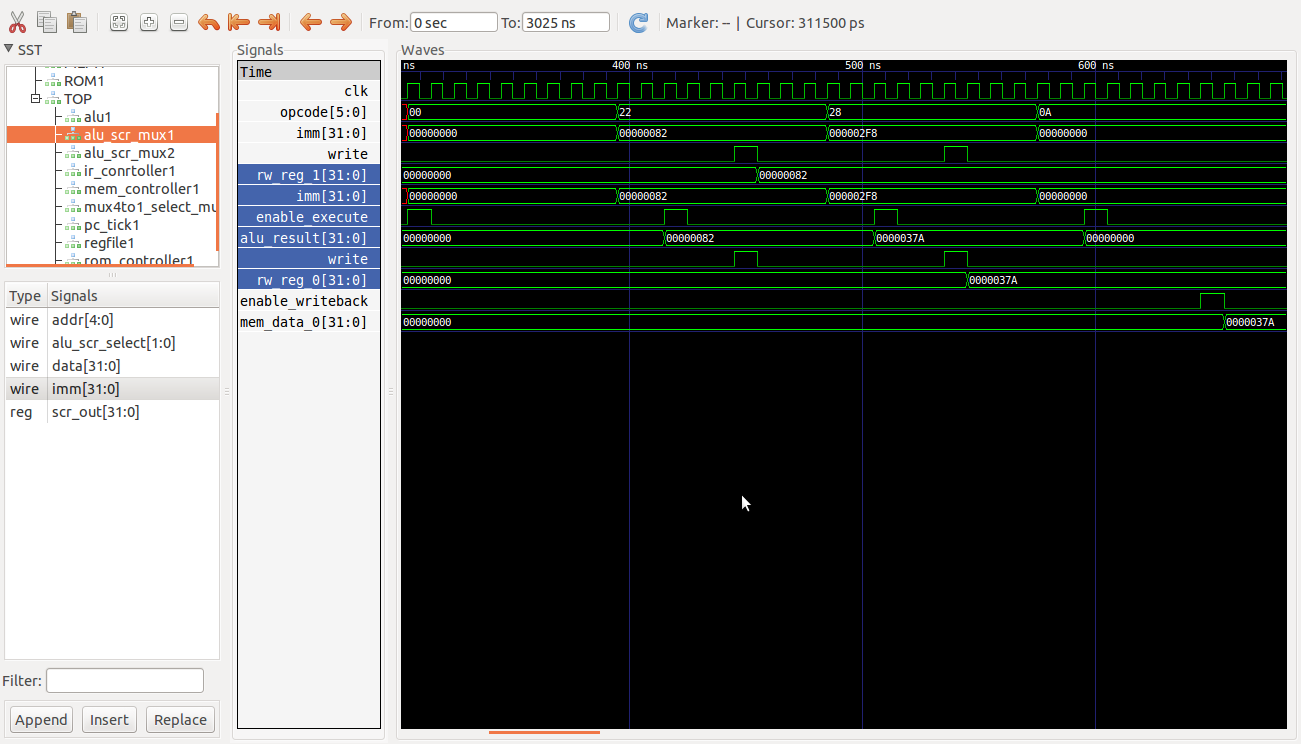 From: 0 sec To: 3025 ns Marker: -- | Cursor: 311500 ps
SST
ROM1
TOP
alu1
alu_scr_mux1
alu_scr_mux2
ir_cnrtoller1
mem_controller1
mux4to1_select_mu
pc_tick1
regfile1
rom_controller1
Type Signals
wire addr[4:0]
wire alu_scr_select[1:0]
wire data[31:0]
wire imm[31:0]
reg scr_out[31:0]
Filter:
Append Insert Replace
Signals
Time
clk
opcode[5:0]
imm[31:0]
write
rw_reg_1[31:0]
imm[31:0]
enable_execute
alu_result[31:0]
write
rw_reg_0[31:0]
enable_writeback
mem_data_0[31:0]
Waves
ns 400 ns 500 ns 600 ns
00 22 28 0A
00000000 00000082 000002F8 00000000
00000000 00000082
00000000 00000082 000002F8 00000000
00000000 00000082 0000037A 00000000
00000000 0000037A
00000000 0000037A